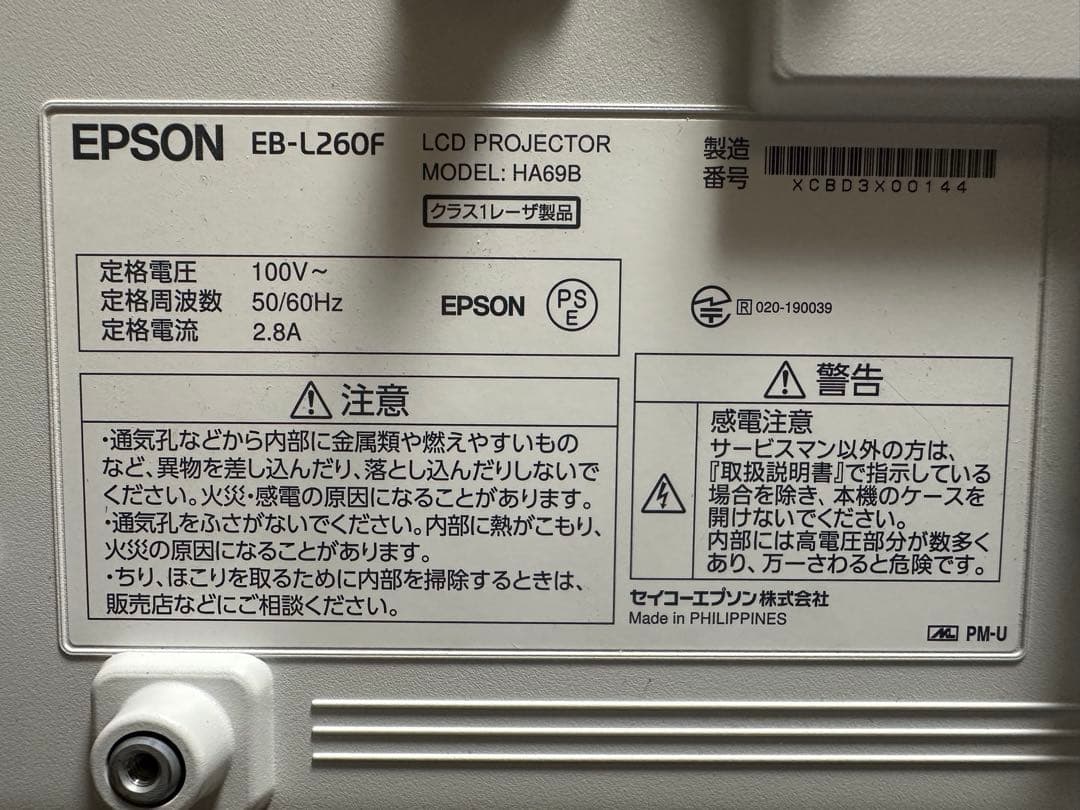 EPSON EB-L260F
LCD PROJECTOR
MODEL: HA69B
クラス1レーザ製品
製造
番号
XCBD3X00144
定格電圧 100V~
定格周波数 50/60Hz
定格電流 2.8A
EPSON
PS
E
R 020-190039
注意
・通気孔などから内部に金属類や燃えやすいもの
など、異物を差し込んだり、落とし込んだりしないで
ください。火災・感電の原因になることがあります。
・通気孔をふさがないでください。内部に熱がこもり、
火災の原因になることがあります。
・ちり、ほこりを取るために内部を掃除するときは、
販売店などにご相談ください。
警告
感電注意
サービスマン以外の方は、
『取扱説明書』で指示している
場合を除き、本機のケースを
開けないでください。
内部には高電圧部分が数多く
あり、万一さわると危険です。
セイコーエプソン株式会社
Made in PHILIPPINES
ML PM-U